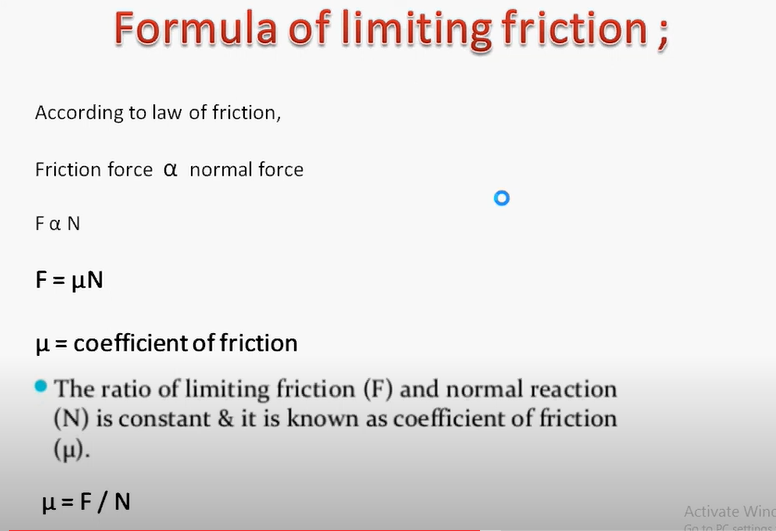 Formula of limiting friction ;
According to law of friction,
Friction force α normal force
F α N
F = μN
μ = coefficient of friction
• The ratio of limiting friction (F) and normal reaction
(N) is constant & it is known as coefficient of friction
(μ).
μ = F / N
Activate Wind
Go to PC settings